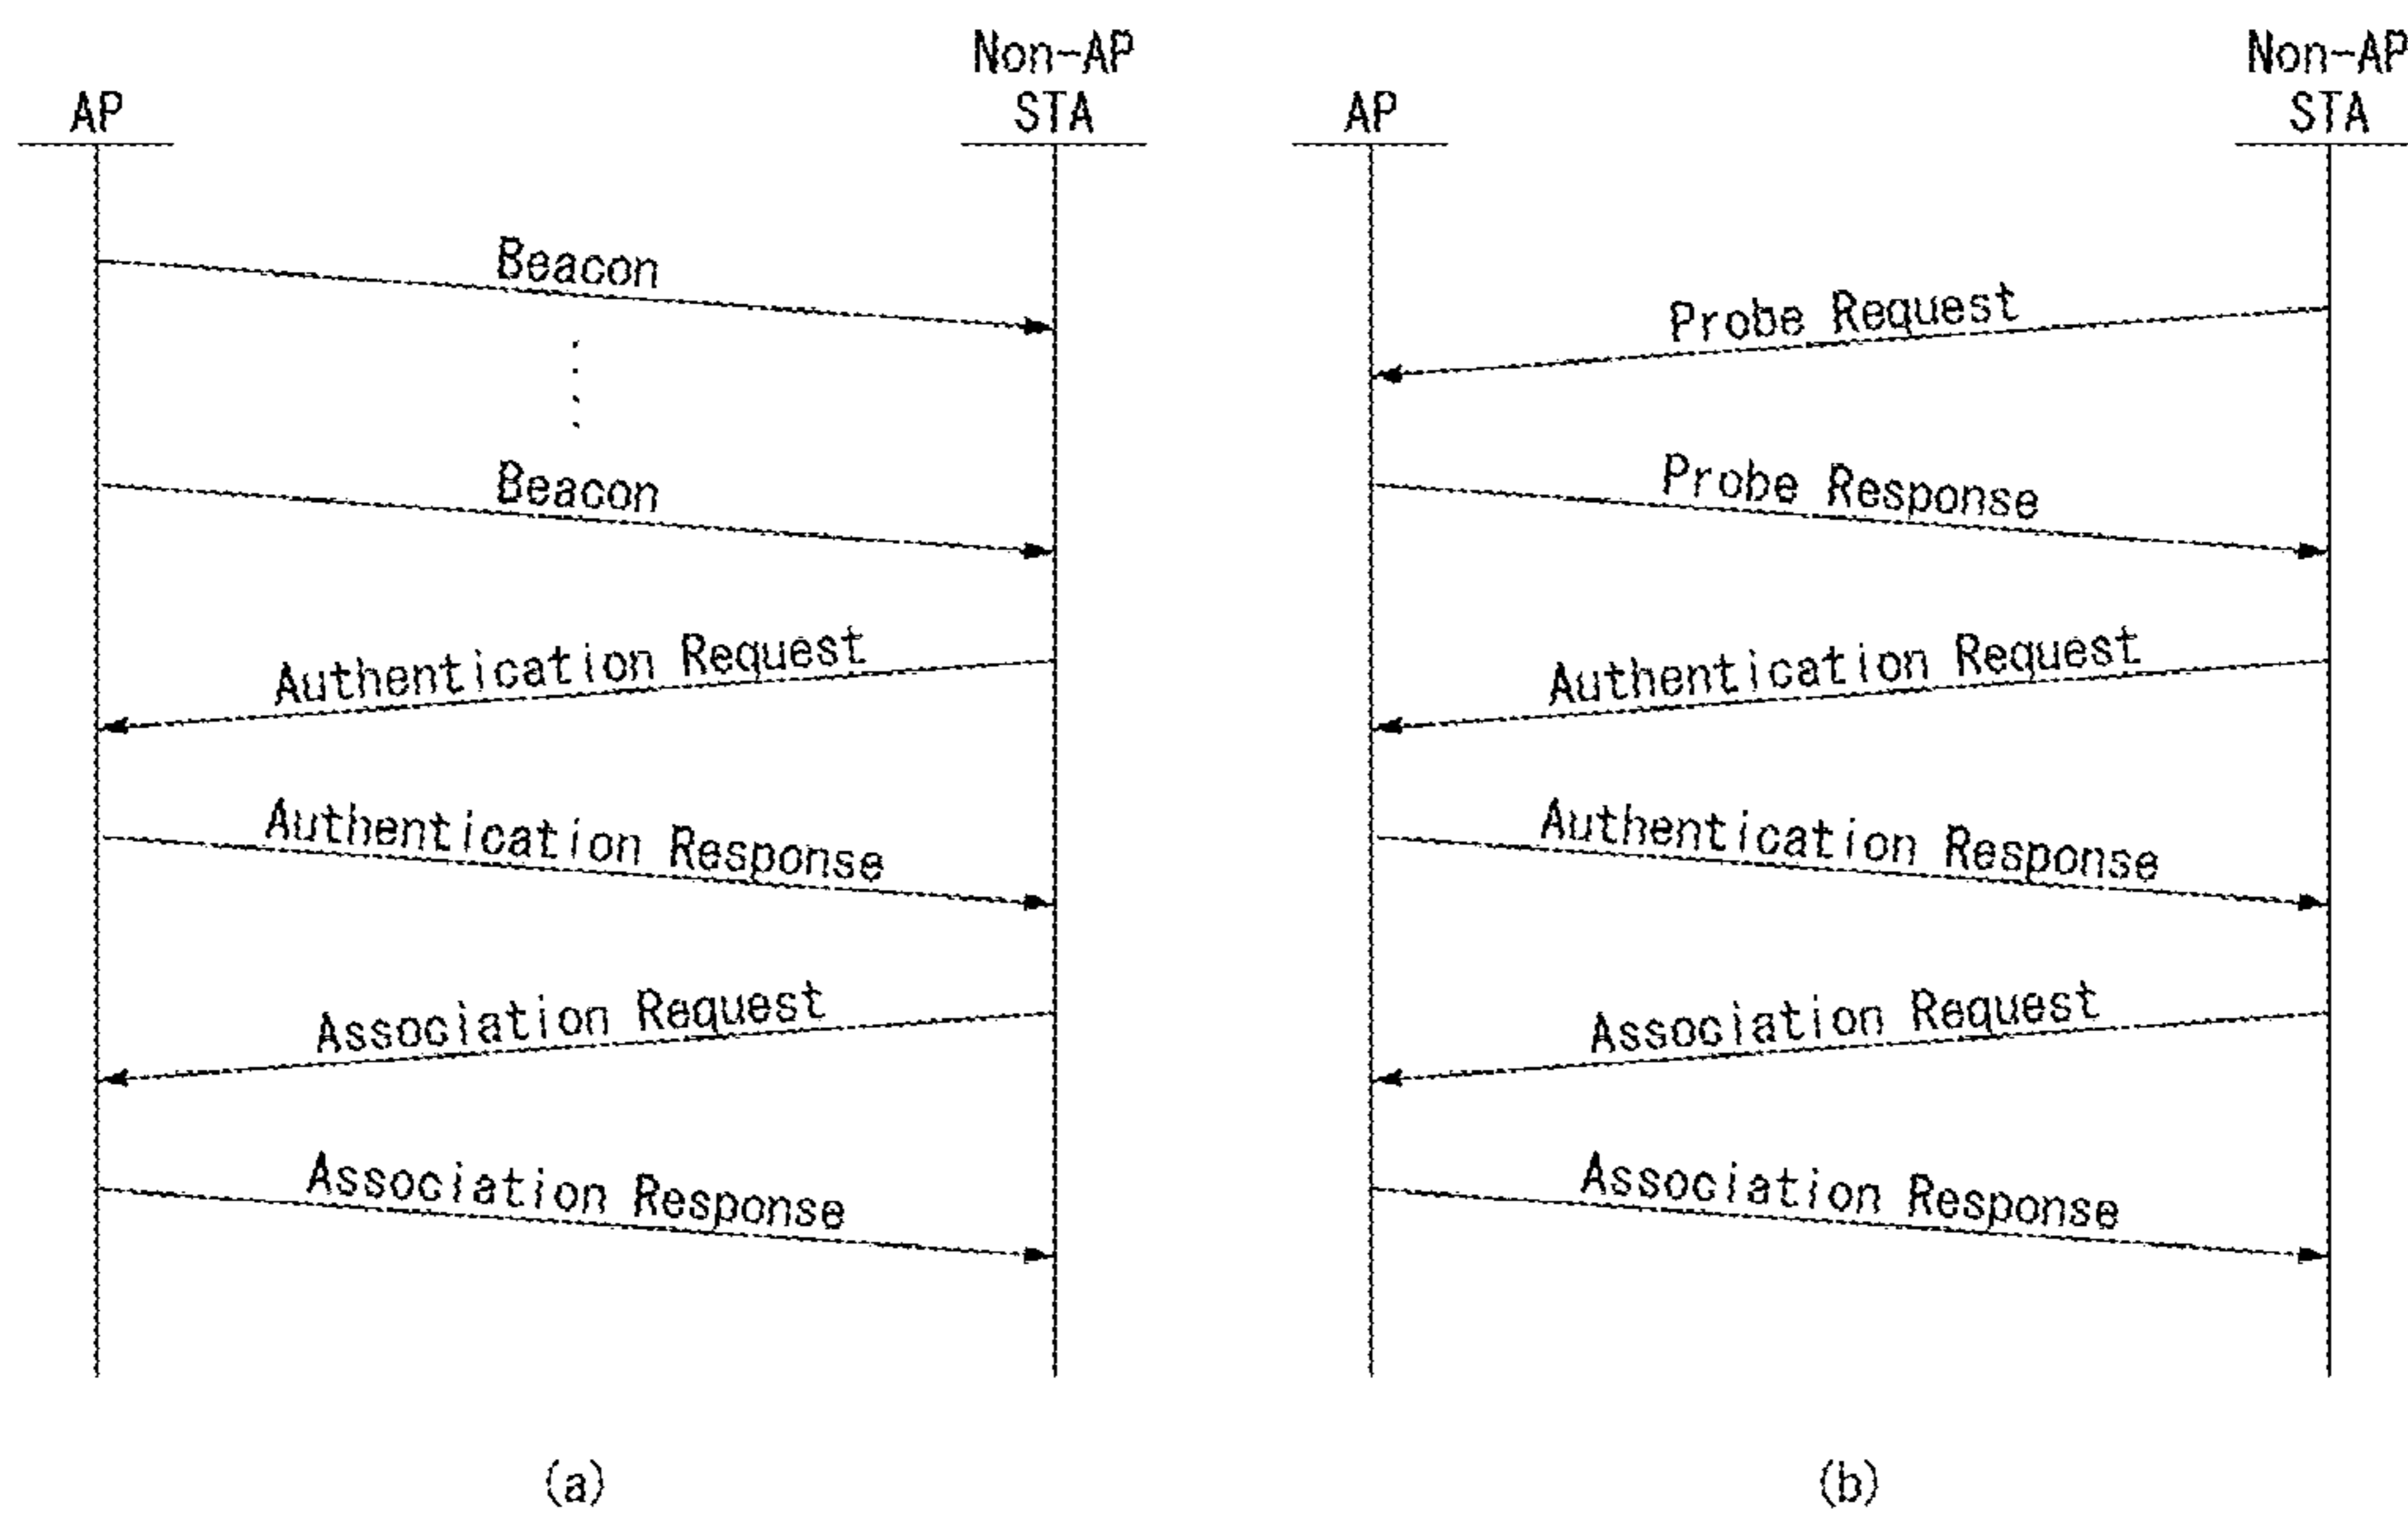 AP
Non-AP
STA
Beacon
Beacon
Authentication Request
Authentication Response
Association Request
Association Response
(a)
AP
Non-AP
STA
Probe Request
Probe Response
Authentication Request
Authentication Response
Association Request
Association Response
(b)